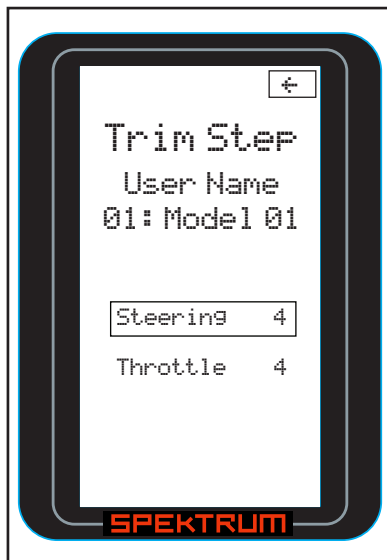 ←
Trim Step
User Name
01: Model 01
Steering 4
Throttle 4
SPEKTRUM